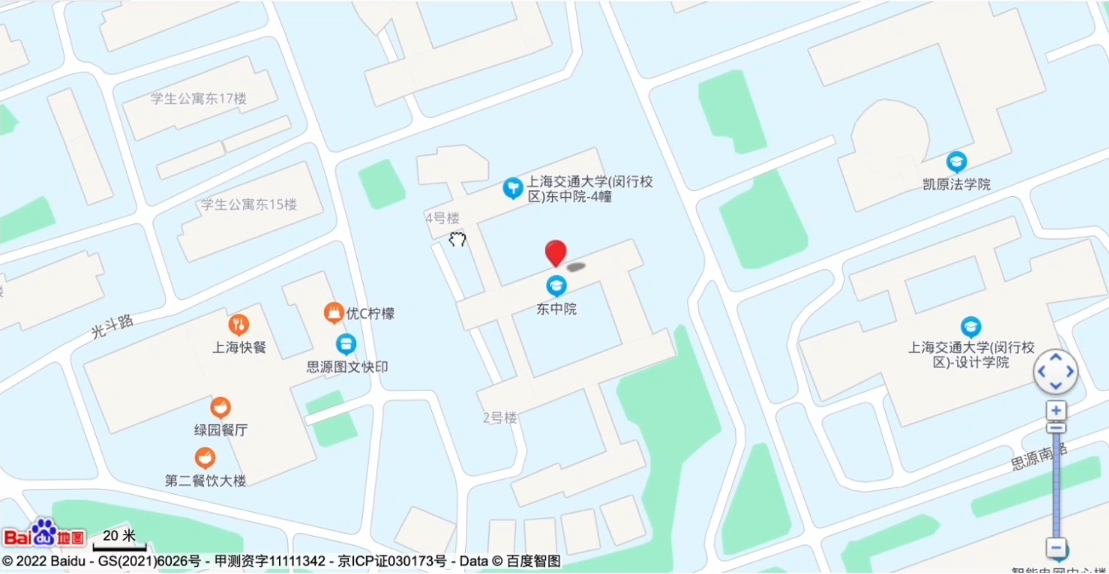 学生公寓东17楼
上海交通大学(闵行校
区)东中院-4幢
凯原法学院
学生公寓东15楼
4号楼
东中院
优C柠檬
光斗路
上海快餐
思源图文快印
上海交通大学(闵行校
区)-设计学院
2号楼
绿园餐厅
第二餐饮大楼
思源南路
Bai du 地图
20 米
© 2022 Baidu - GS(2021)6026号 - 甲测资字11111342 - 京ICP证030173号 - Data © 百度智图